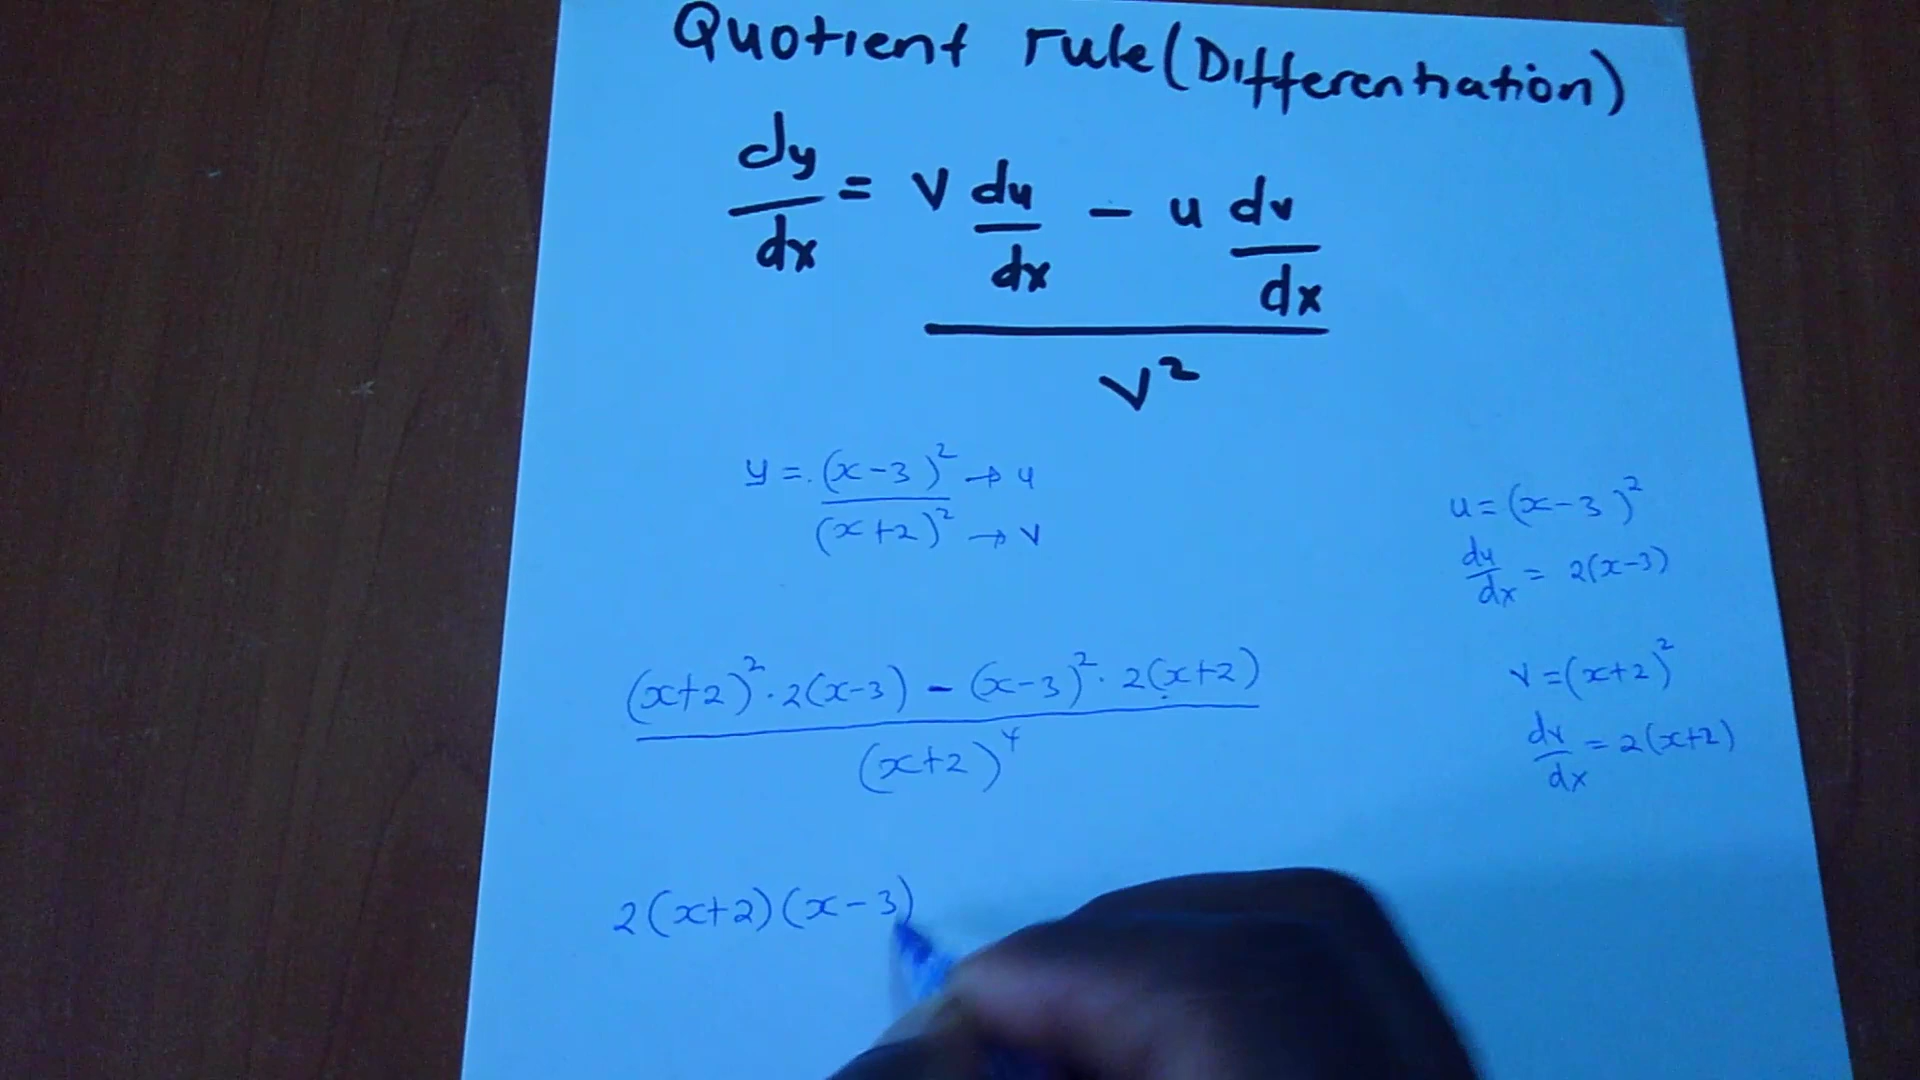 Quotient rule (Differentiation)
dy/dx = v du/dx - u dv/dx
v²
y = (x-3)² → u
(x+2)² → v
u = (x-3)²
du/dx = 2(x-3)
(x+2)² · 2(x-3) - (x-3)² · 2(x+2)
(x+2)⁴
v = (x+2)²
dv/dx = 2(x+2)
2(x+2)(x-3)